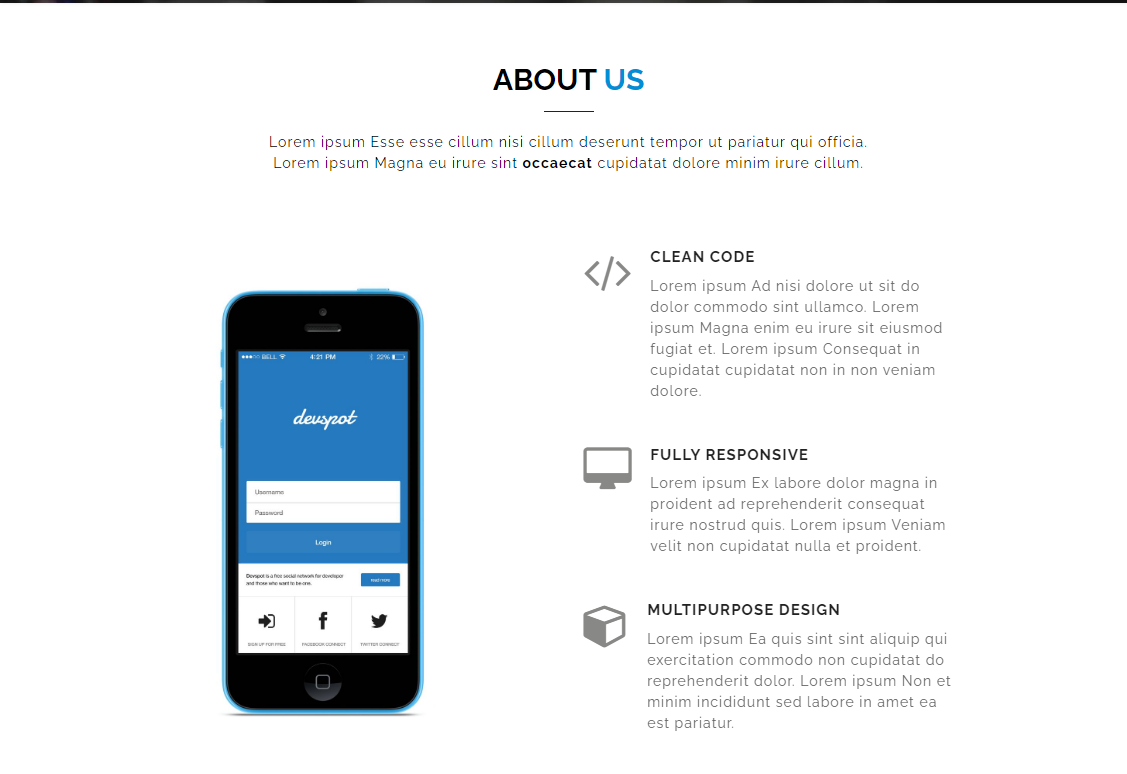 ABOUT US
Lorem ipsum Esse esse cillum nisi cillum deserunt tempor ut pariatur qui officia.
Lorem ipsum Magna eu irure sint occaecat cupidatat dolore minim irure cillum.
CLEAN CODE
Lorem ipsum Ad nisi dolore ut sit do
dolor commodo sint ullamco. Lorem
ipsum Magna enim eu irure sit eiusmod
fugiat et. Lorem ipsum Consequat in
cupidatat cupidatat non in non veniam
dolore.
FULLY RESPONSIVE
Lorem ipsum Ex labore dolor magna in
proident ad reprehenderit consequat
irure nostrud quis. Lorem ipsum Veniam
velit non cupidatat nulla et proident.
MULTIPURPOSE DESIGN
Lorem ipsum Ea quis sint sint aliquip qui
exercitation commodo non cupidatat do
reprehenderit dolor. Lorem ipsum Non et
minim incididunt sed labore in amet ea
est pariatur.
BELL 4:21 PM 22%
devspot
Username
Password
Login
Devspot is a free social network for developer
and those who want to be one.
SIGN UP FOR FREE FACEBOOK CONNECT TWITTER CONNECT